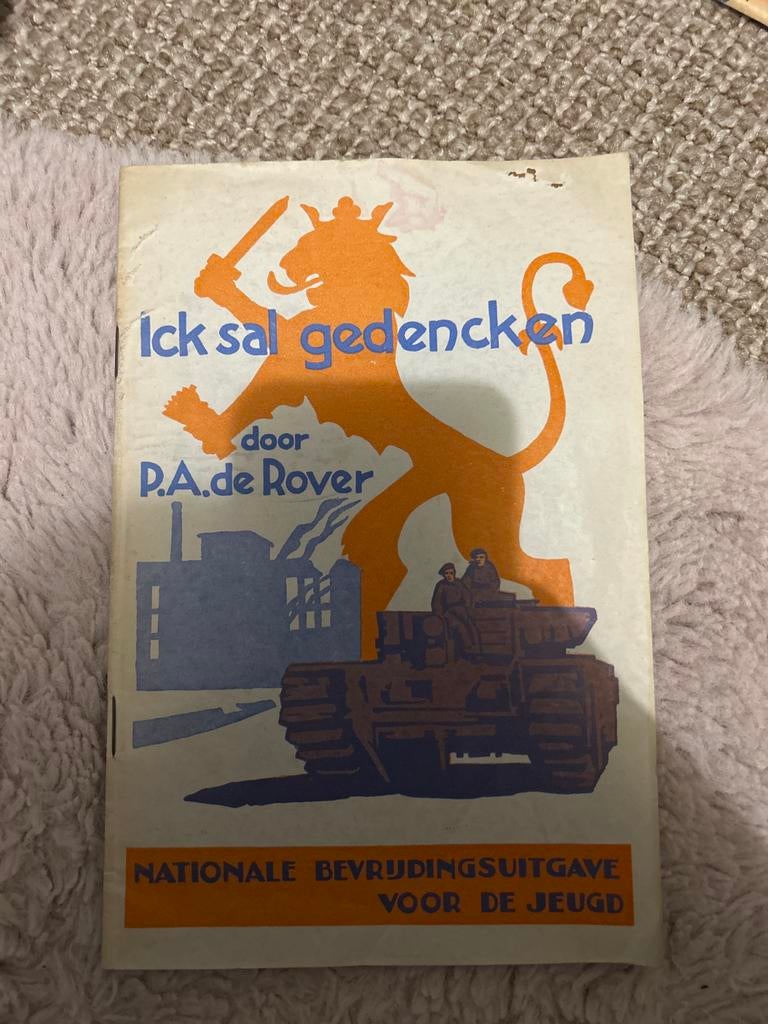 Ick sal gedencken
door
P.A. de Rover
NATIONALE BEVRIJDINGSUITGAVE
VOOR DE JEUGD